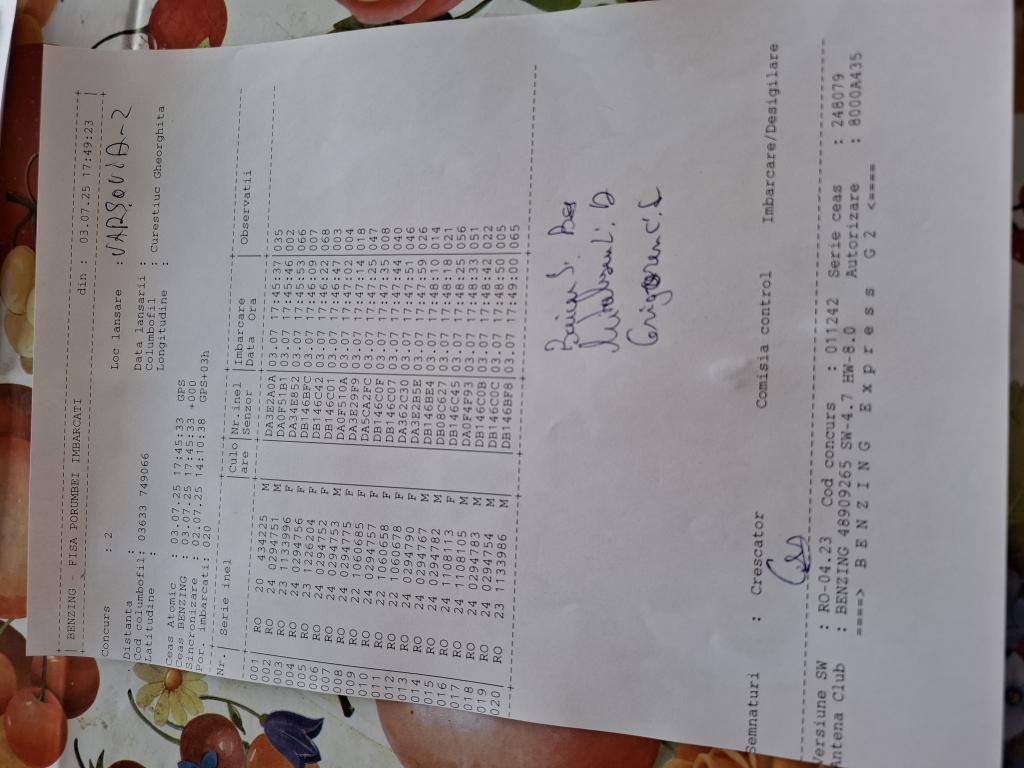 BENZING - FISA PORUMBEI IMBARCATI din : 03.07.25 17:49:23
Concurs : 2 Loc lansare : VARSOVIA-2
Distanta : Data lansarii :
Cod columbofil: 03633 749066 Columbofil : Curestiuc Gheorghita
Latitudine : Longitudine :
Ceas Atomic : 03.07.25 17:45:33 GPS
Ceas BENZING : 03.07.25 17:45:33 +000
Sincronizare : 02.07.25 14:10:38 GPS+03h
Por. imbarcati: 020
Nr. Serie inel Culo Nr.inel Imbarcare Observatii
are Senzor Data Ora
001 RO 20 434225 M DA3E2A0A 03.07 17:45:37 035
002 RO 24 0294751 M DA0F51B1 03.07 17:45:46 002
003 RO 23 1133996 F DA34E852 03.07 17:45:53 066
004 RO 24 0294756 F DB146BFC 03.07 17:46:09 007
005 RO 24 1226204 F DB146C42 03.07 17:46:22 068
006 RO 24 0294752 F DB146C01 03.07 17:46:47 003
007 RO 24 0294753 M DA0F510A 03.07 17:47:02 004
008 RO 24 0294775 F DA3E29F9 03.07 17:47:14 018
009 RO 22 1060685 F DA5CA2FC 03.07 17:47:25 047
010 RO 24 0294757 F DB146C0F 03.07 17:47:35 008
011 RO 22 1060658 F DB146C07 03.07 17:47:44 040
012 RO 22 1060678 F DA362C30 03.07 17:47:51 046
013 RO 24 0294790 F DA3E2B5E 03.07 17:47:59 026
014 RO 24 0294767 M DB146BE4 03.07 17:48:11 014
015 RO 24 0294762 M DB08C627 03.07 17:48:18 021
016 RO 24 1108113 F DB146C45 03.07 17:48:25 056
017 RO 24 1108105 M DA0F4F93 03.07 17:48:33 051
018 RO 24 0294783 M DB146C0B 03.07 17:48:42 022
019 RO 24 0294754 M DB146C0C 03.07 17:48:50 005
020 RO 23 1133986 M DB146BF8 03.07 17:49:00 065
Semnaturi : Crescator Comisia control Imbarcare/Desigilare
Versiune SW : RO-04.23 Cod concurs : 011242 Serie ceas : 248079
Antena Club : BENZING 48909265 SW-4.7 HW-8.0 Autorizare : 8000A435
====> B E N Z I N G E x p r e s s G 2 <====